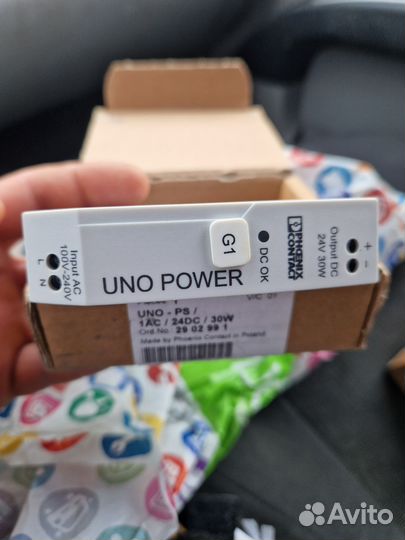 Input AC
100V-240V
L
N
UNO POWER
G1
DC OK
PHOENIX
CONTACT
Output DC
24V 30W
+
−
UNO - PS /
1AC / 24DC / 30W
Ord.No. 29 02 99 1
Made by Phoenix Contact in Poland
Avito